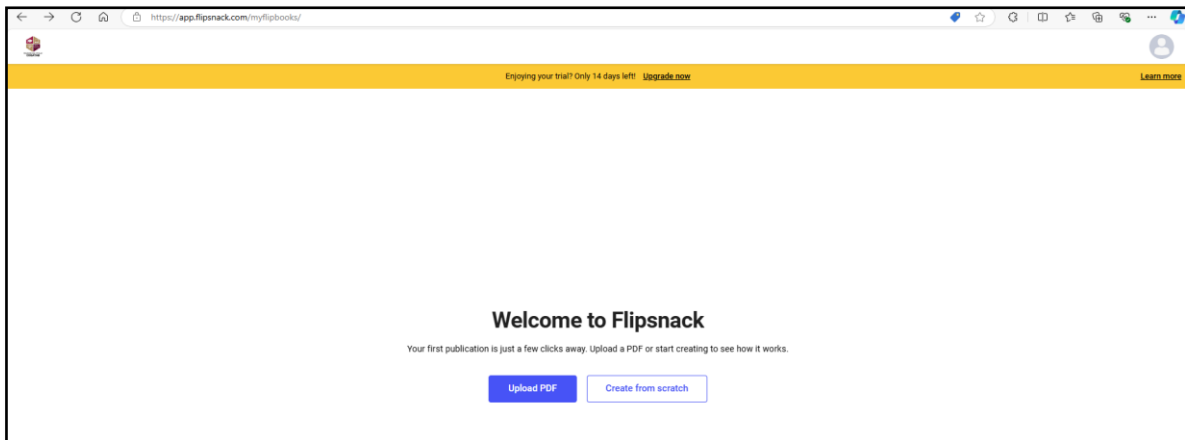 https://app.flipsnack.com/myflipbooks/
Enjoying your trial? Only 14 days left! Upgrade now
Learn more
Welcome to Flipsnack
Your first publication is just a few clicks away. Upload a PDF or start creating to see how it works.
Upload PDF
Create from scratch